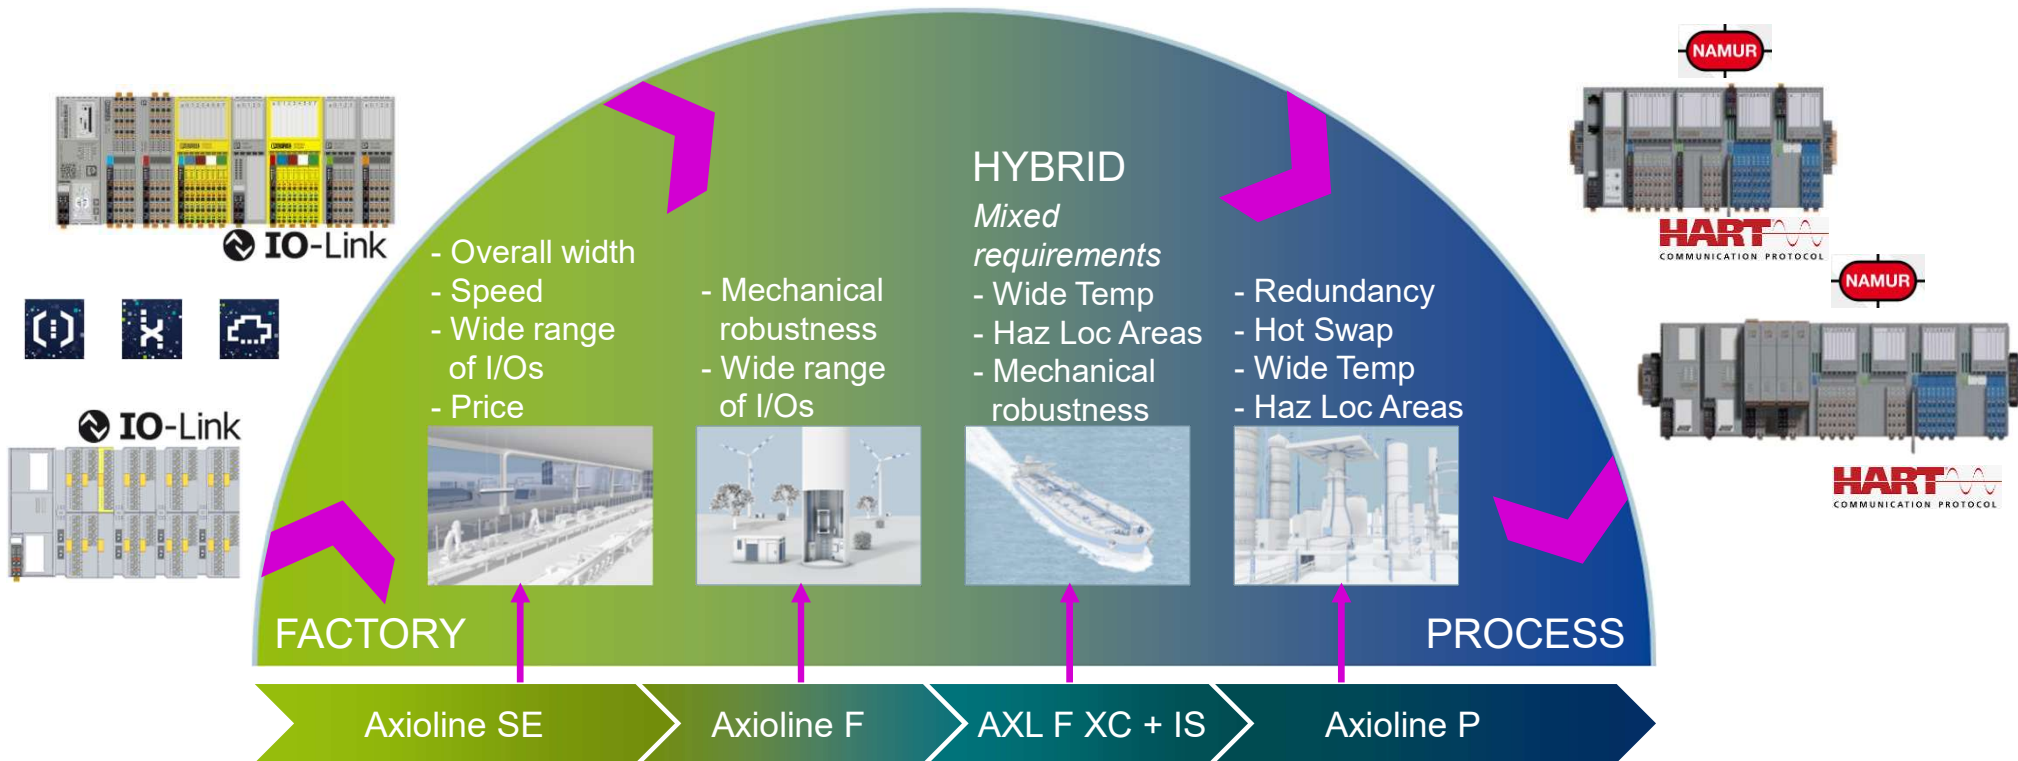 NAMUR
HYBRID
Mixed
requirements
- Wide Temp
- Haz Loc Areas
- Mechanical
robustness
IO-Link
- Overall width
- Speed
- Wide range
of I/Os
- Price
- Mechanical
robustness
- Wide range
of I/Os
- Redundancy
- Hot Swap
- Wide Temp
- Haz Loc Areas
HART
COMMUNICATION PROTOCOL
NAMUR
IO-Link
HART
COMMUNICATION PROTOCOL
FACTORY
PROCESS
Axioline SE
Axioline F
AXL F XC + IS
Axioline P